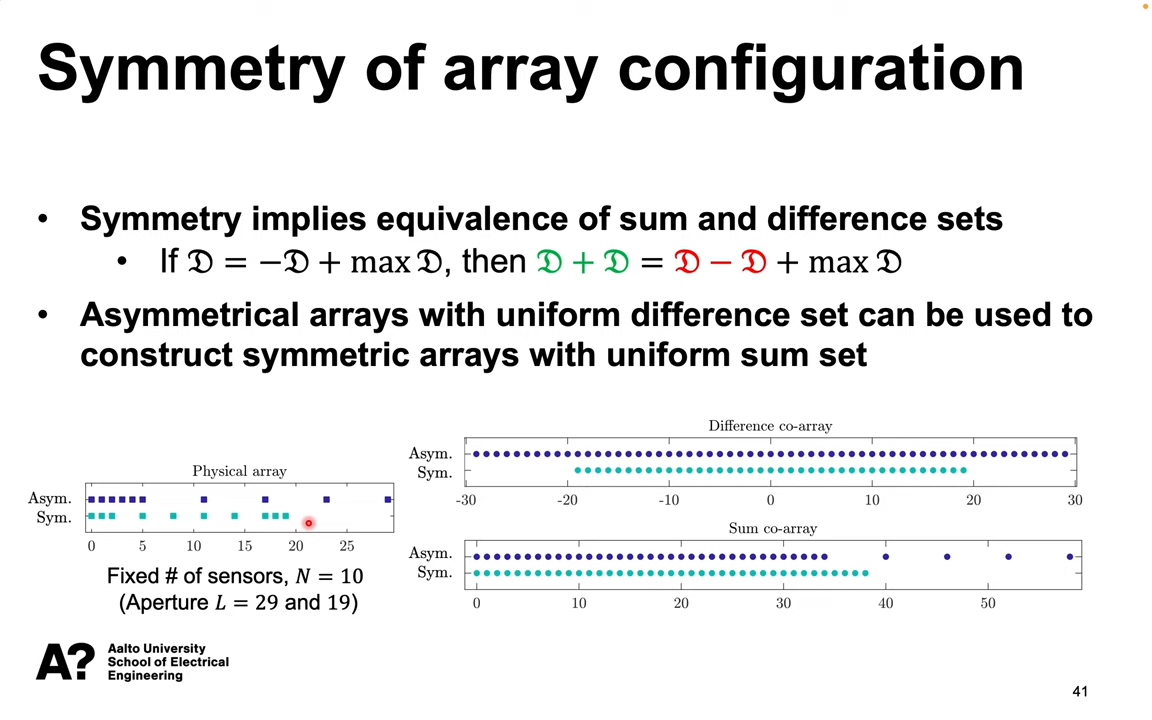 Symmetry of array configuration
• Symmetry implies equivalence of sum and difference sets
• If 𝔇 = −𝔇 + max 𝔇, then 𝔇 + 𝔇 = 𝔇 − 𝔇 + max 𝔇
• Asymmetrical arrays with uniform difference set can be used to
construct symmetric arrays with uniform sum set
Physical array
Asym.
Sym.
0 5 10 15 20 25
Fixed # of sensors, N = 10
(Aperture L = 29 and 19)
Difference co-array
Asym.
Sym.
-30 -20 -10 0 10 20 30
Sum co-array
Asym.
Sym.
0 10 20 30 40 50
A?
Aalto University
School of Electrical
Engineering
41